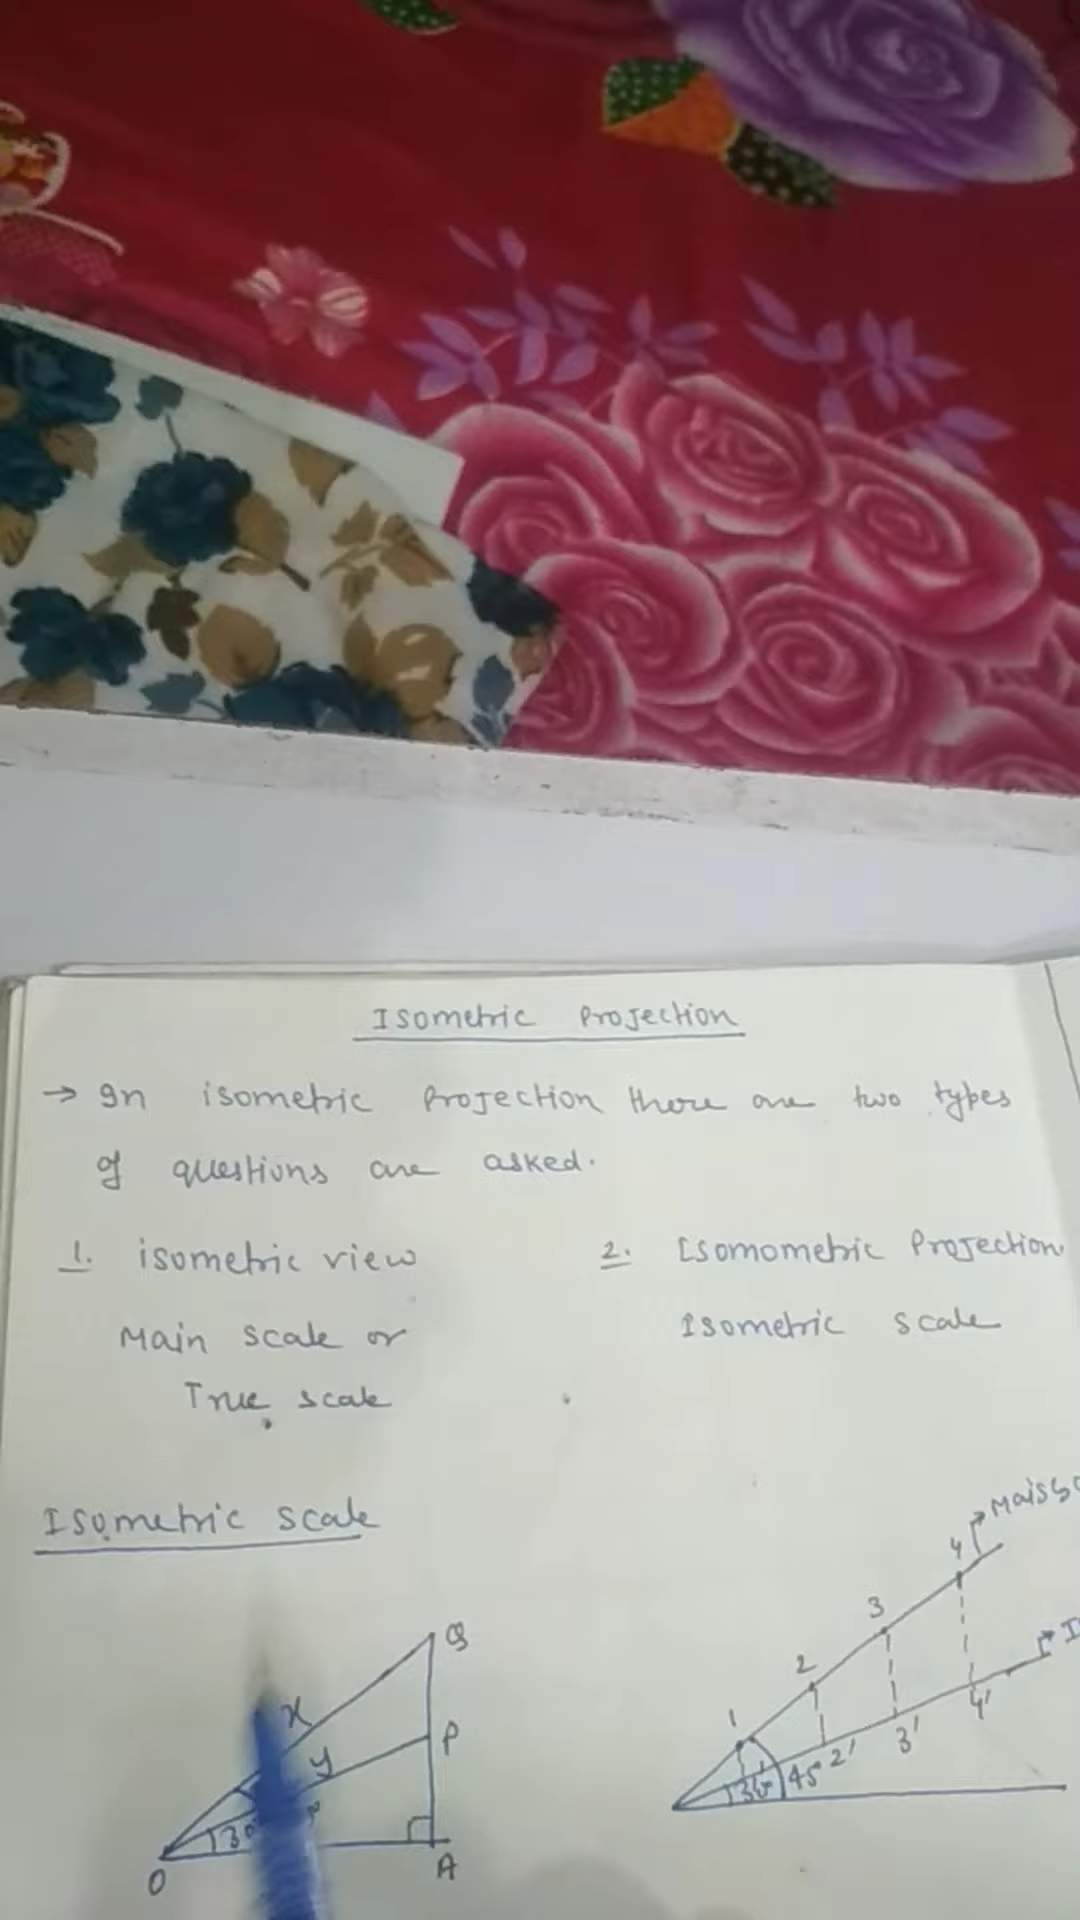 Isometric Projection
→ In isometric Projection there are two types
of questions are asked.
1. isometric view
Main scale or
True scale
2. Isomometric Projection
Isometric scale
Isometric scale
Q
x
P
y
30°
O
A
4
3
2
1
4'
3'
2'
1'
30°
45°